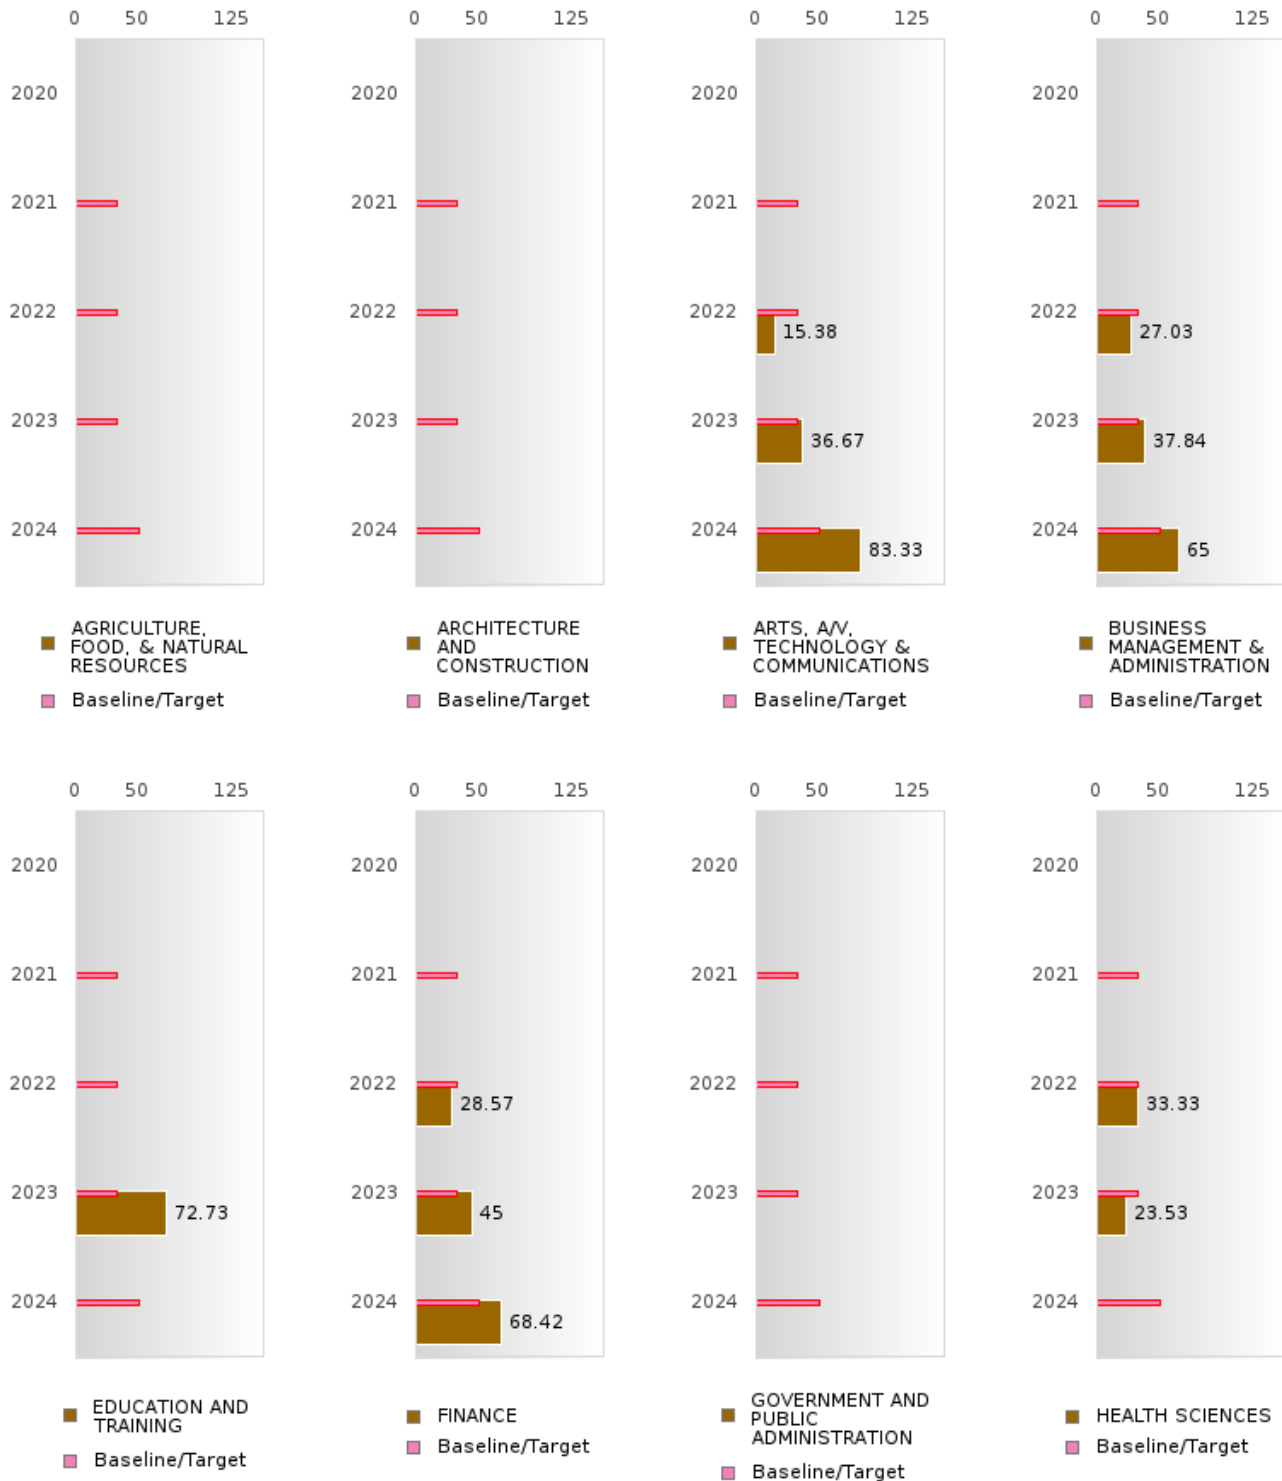 0 50 125 0 50 125 0 50 125 0 50 125
2020 2020 2020 2020
2021 2021 2021 2021
2022 2022 2022 2022
15.38 27.03
2023 2023 2023 2023
36.67 37.84
2024 2024 2024 2024
83.33 65
AGRICULTURE,
FOOD, & NATURAL
RESOURCES
Baseline/Target
ARCHITECTURE
AND
CONSTRUCTION
Baseline/Target
ARTS, A/V,
TECHNOLOGY &
COMMUNICATIONS
Baseline/Target
BUSINESS
MANAGEMENT &
ADMINISTRATION
Baseline/Target
0 50 125 0 50 125 0 50 125 0 50 125
2020 2020 2020 2020
2021 2021 2021 2021
2022 2022 2022 2022
28.57 33.33
2023 2023 2023 2023
72.73 45 23.53
2024 2024 2024 2024
68.42
EDUCATION AND
TRAINING
Baseline/Target
FINANCE
Baseline/Target
GOVERNMENT AND
PUBLIC
ADMINISTRATION
Baseline/Target
HEALTH SCIENCES
Baseline/Target